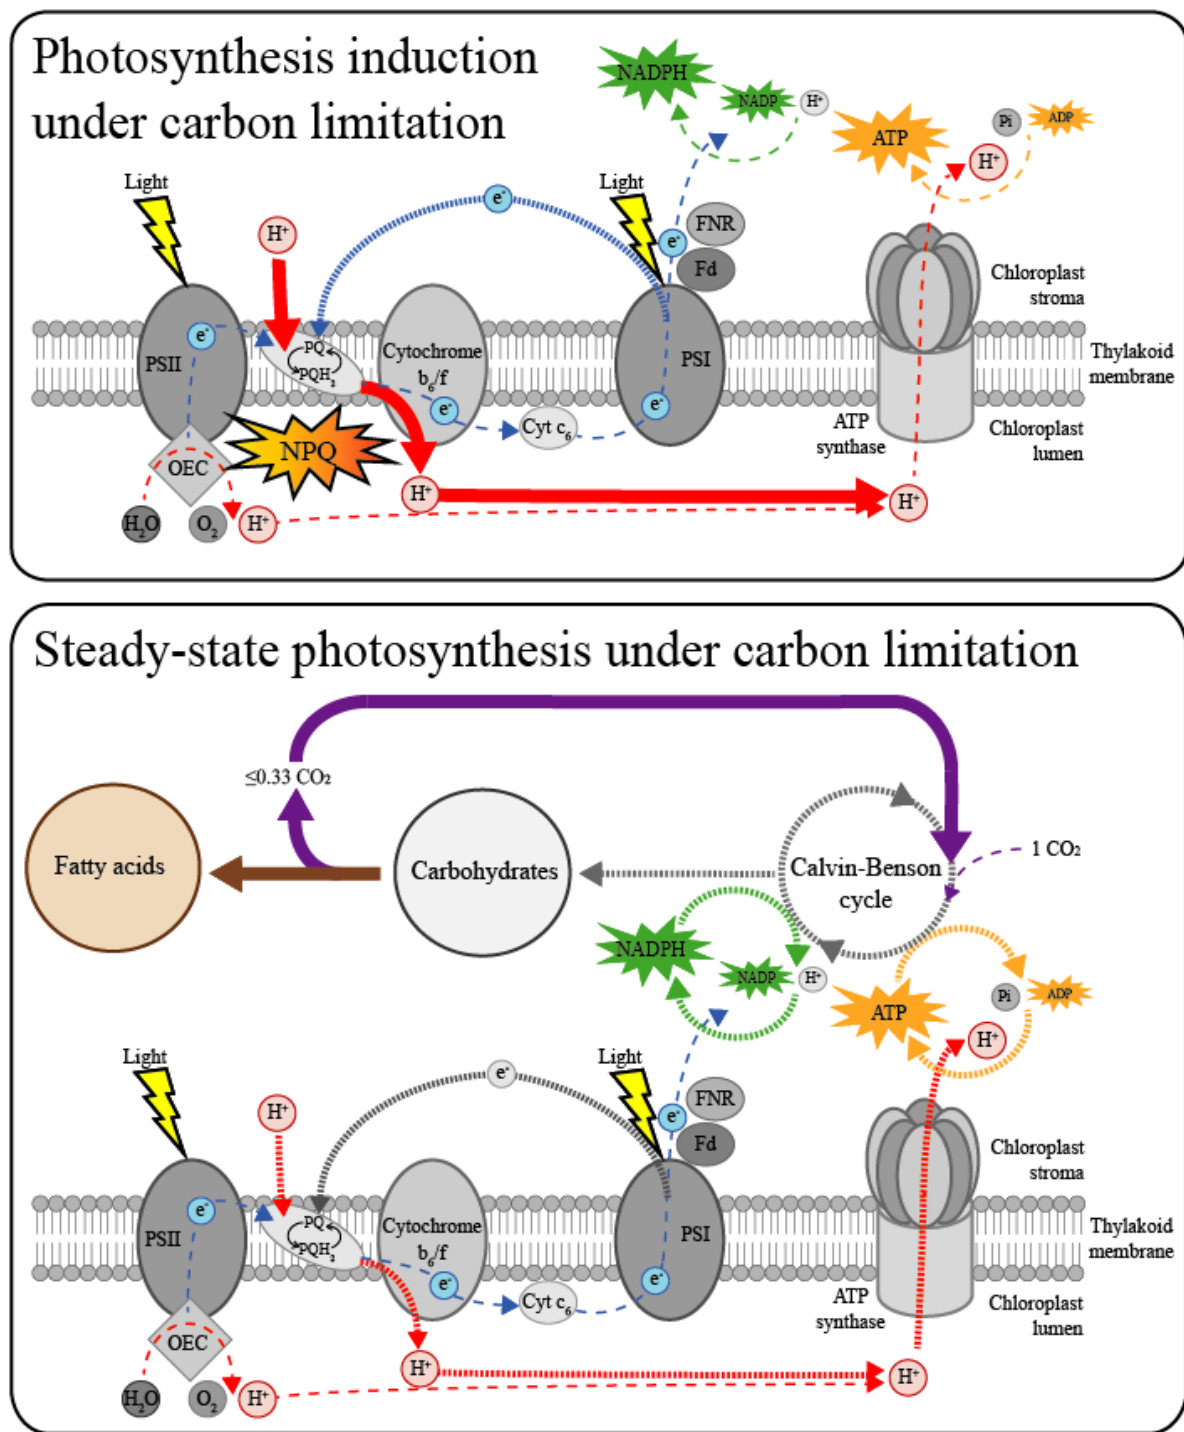 Photosynthesis induction
under carbon limitation
NADPH
NADP
H⁺
ATP
Pi
ADP
H⁺
Light
Light
H⁺
e⁻
e⁻
FNR
Fd
Chloroplast
stroma
e⁻
PSII
PQ
PQH₂
Cytochrome
b₆/f
PSI
Thylakoid
membrane
e⁻
e⁻
Cyt c₆
ATP
synthase
Chloroplast
lumen
NPQ
OEC
H⁺
H⁺
H₂O
O₂
H⁺
Steady-state photosynthesis under carbon limitation
≤0.33 CO₂
Fatty acids
Carbohydrates
Calvin-Benson
cycle
1 CO₂
NADPH
NADP
H⁺
ATP
Pi
ADP
H⁺
Light
Light
H⁺
e⁻
e⁻
FNR
Fd
Chloroplast
stroma
e⁻
PSII
PQ
PQH₂
Cytochrome
b₆/f
PSI
Thylakoid
membrane
e⁻
e⁻
Cyt c₆
ATP
synthase
Chloroplast
lumen
OEC
H⁺
H⁺
H₂O
O₂
H⁺